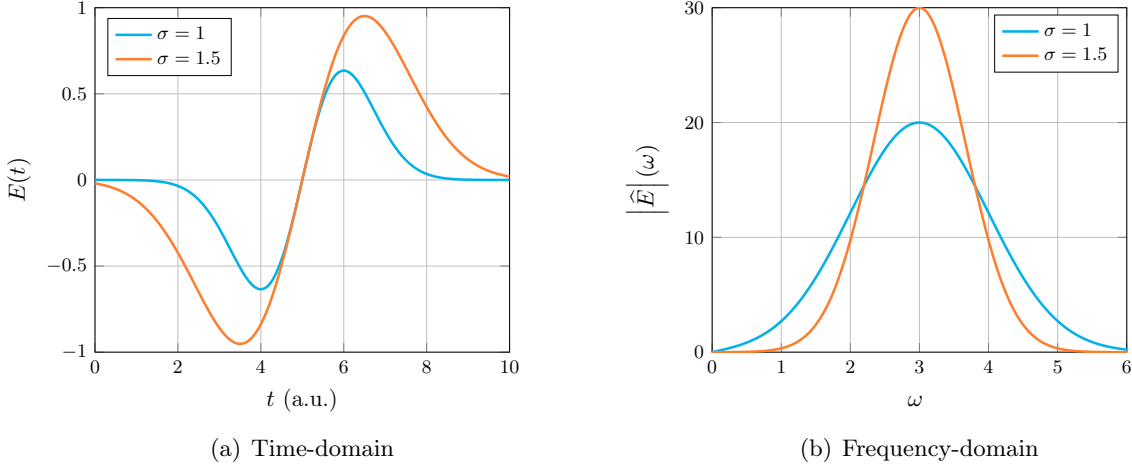 1
0.5
0
−0.5
−1
0 2 4 6 8 10
E(t)
t (a.u.)
σ = 1
σ = 1.5
(a) Time-domain
30
20
10
0
0 1 2 3 4 5 6
|Ê| (ω)
ω
σ = 1
σ = 1.5
(b) Frequency-domain